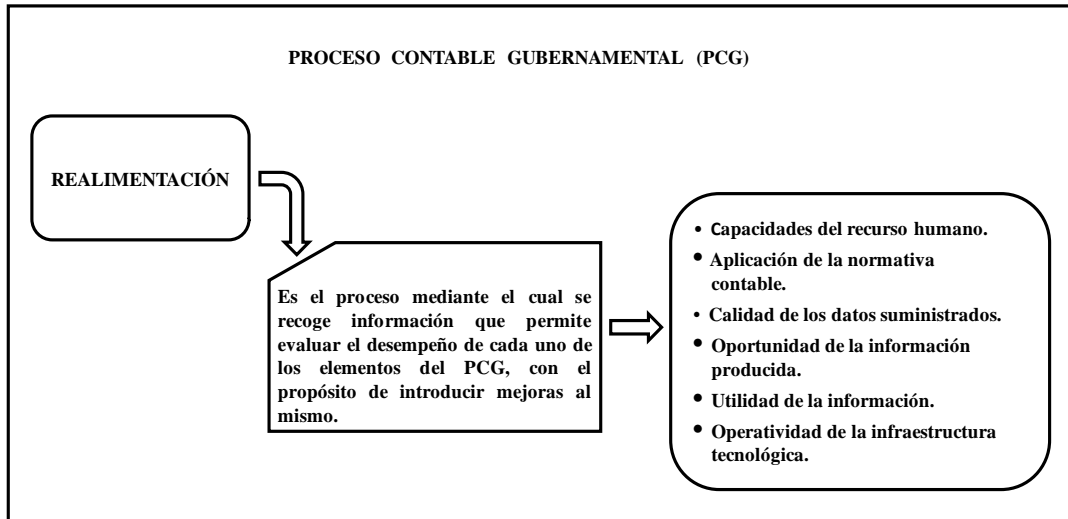 PROCESO CONTABLE GUBERNAMENTAL (PCG)
REALIMENTACIÓN
Es el proceso mediante el cual se
recoge información que permite
evaluar el desempeño de cada uno de
los elementos del PCG, con el
propósito de introducir mejoras al
mismo.
• Capacidades del recurso humano.
• Aplicación de la normativa
contable.
• Calidad de los datos suministrados.
• Oportunidad de la información
producida.
• Utilidad de la información.
• Operatividad de la infraestructura
tecnológica.